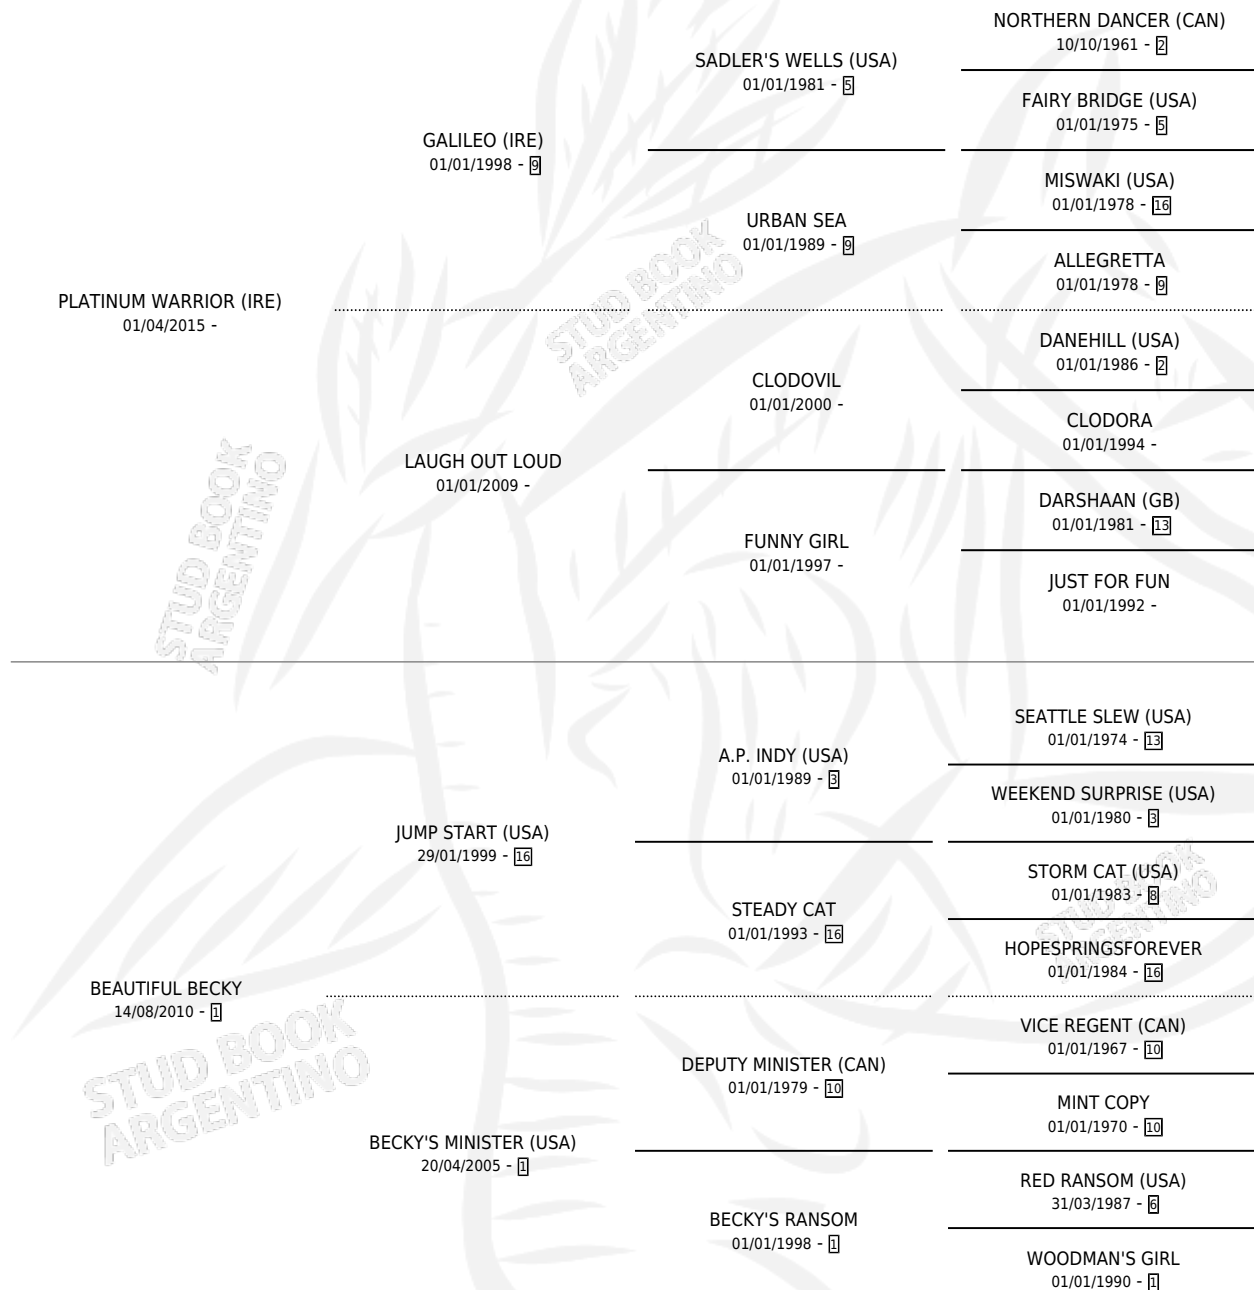 NORTHERN DANCER (CAN)
10/10/1961 - 2
SADLER'S WELLS (USA)
01/01/1981 - 5
FAIRY BRIDGE (USA)
01/01/1975 - 5
GALILEO (IRE)
01/01/1998 - 9
MISWAKI (USA)
01/01/1978 - 16
URBAN SEA
01/01/1989 - 9
ALLEGRETTA
01/01/1978 - 9
PLATINUM WARRIOR (IRE)
01/04/2015 -
DANEHILL (USA)
01/01/1986 - 2
CLODOVIL
01/01/2000 -
CLODORA
01/01/1994 -
LAUGH OUT LOUD
01/01/2009 -
DARSHAAN (GB)
01/01/1981 - 13
FUNNY GIRL
01/01/1997 -
JUST FOR FUN
01/01/1992 -
SEATTLE SLEW (USA)
01/01/1974 - 13
A.P. INDY (USA)
01/01/1989 - 3
WEEKEND SURPRISE (USA)
01/01/1980 - 3
JUMP START (USA)
29/01/1999 - 16
STORM CAT (USA)
01/01/1983 - 8
STEADY CAT
01/01/1993 - 16
HOPESPRINGSFOREVER
01/01/1984 - 16
BEAUTIFUL BECKY
14/08/2010 - 1
VICE REGENT (CAN)
01/01/1967 - 10
DEPUTY MINISTER (CAN)
01/01/1979 - 10
MINT COPY
01/01/1970 - 10
BECKY'S MINISTER (USA)
20/04/2005 - 1
RED RANSOM (USA)
31/03/1987 - 6
BECKY'S RANSOM
01/01/1998 - 1
WOODMAN'S GIRL
01/01/1990 - 1
STUD BOOK
ARGENTINO
STUD BOOK
ARGENTINO
STUD BOOK
ARGENTINO
STUD BOOK
ARGENTINO